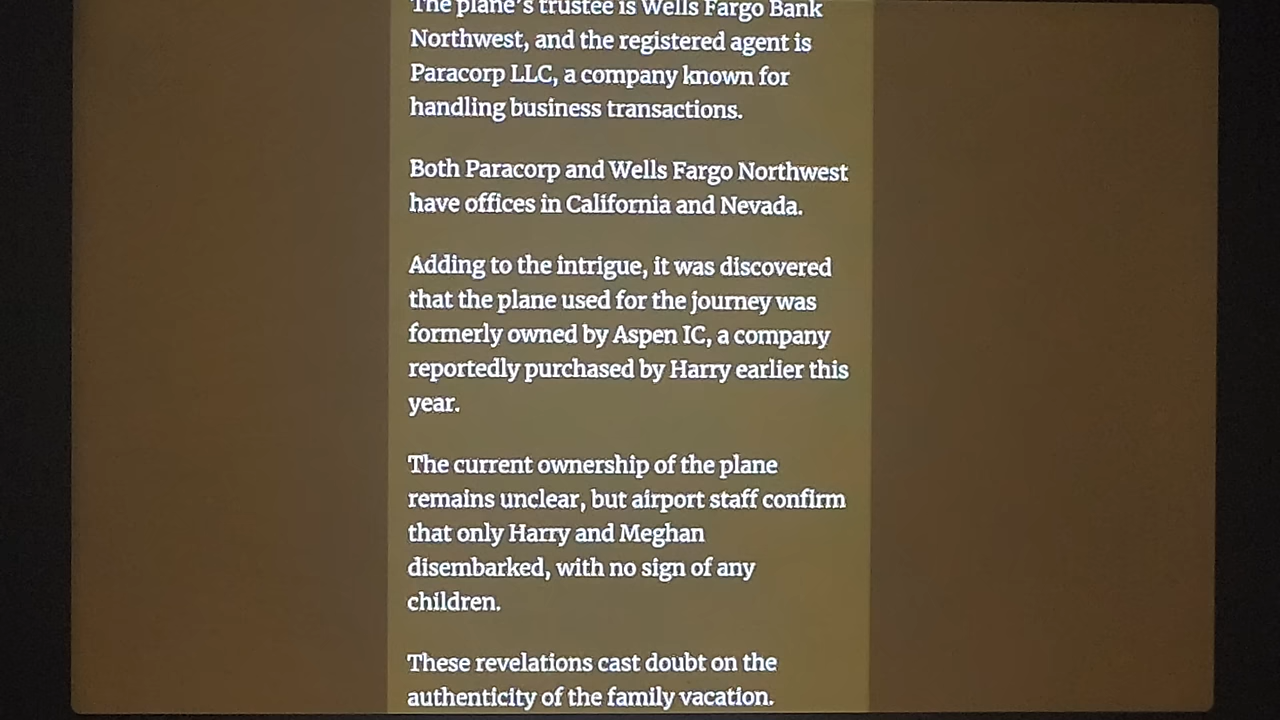 The plane's trustee is Wells Fargo Bank
Northwest, and the registered agent is
Paracorp LLC, a company known for
handling business transactions.
Both Paracorp and Wells Fargo Northwest
have offices in California and Nevada.
Adding to the intrigue, it was discovered
that the plane used for the journey was
formerly owned by Aspen IC, a company
reportedly purchased by Harry earlier this
year.
The current ownership of the plane
remains unclear, but airport staff confirm
that only Harry and Meghan
disembarked, with no sign of any
children.
These revelations cast doubt on the
authenticity of the family vacation.